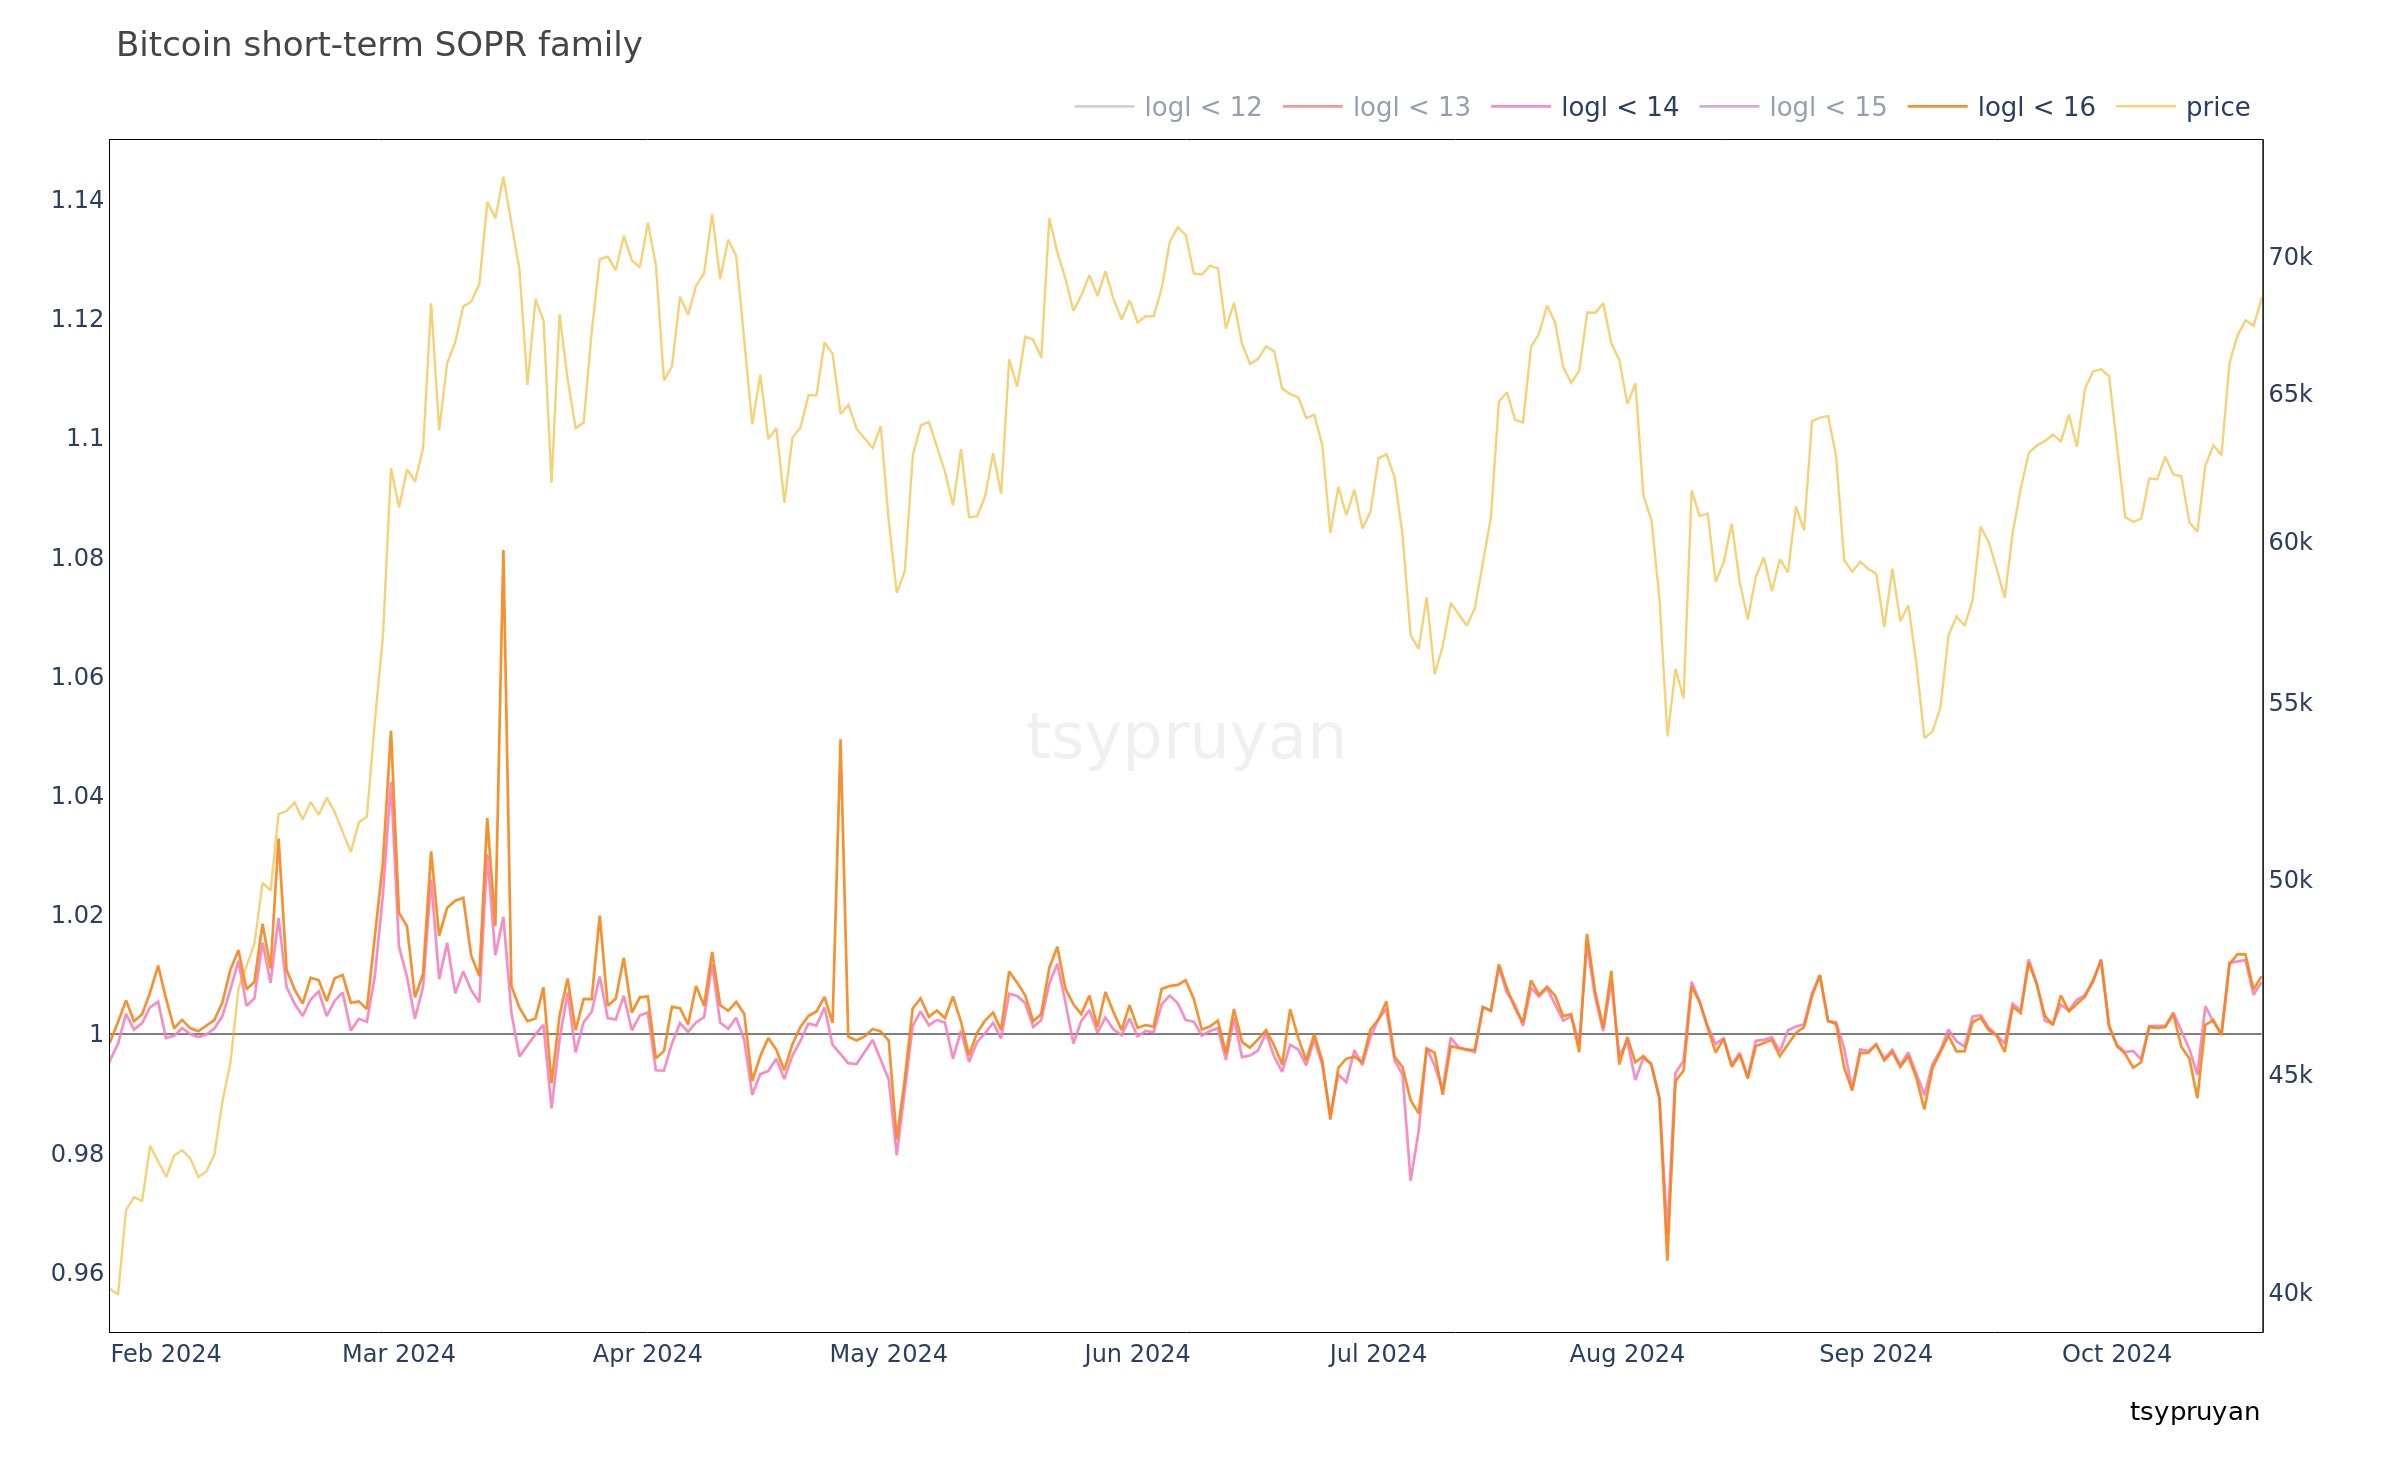 Bitcoin short-term SOPR family
logl < 12 logl < 13 logl < 14 logl < 15 logl < 16 price
1.14
70k
1.12
65k
1.1
60k
1.08
1.06
55k
tsypruyan
1.04
50k
1.02
1
45k
0.98
0.96
40k
Feb 2024 Mar 2024 Apr 2024 May 2024 Jun 2024 Jul 2024 Aug 2024 Sep 2024 Oct 2024
tsypruyan